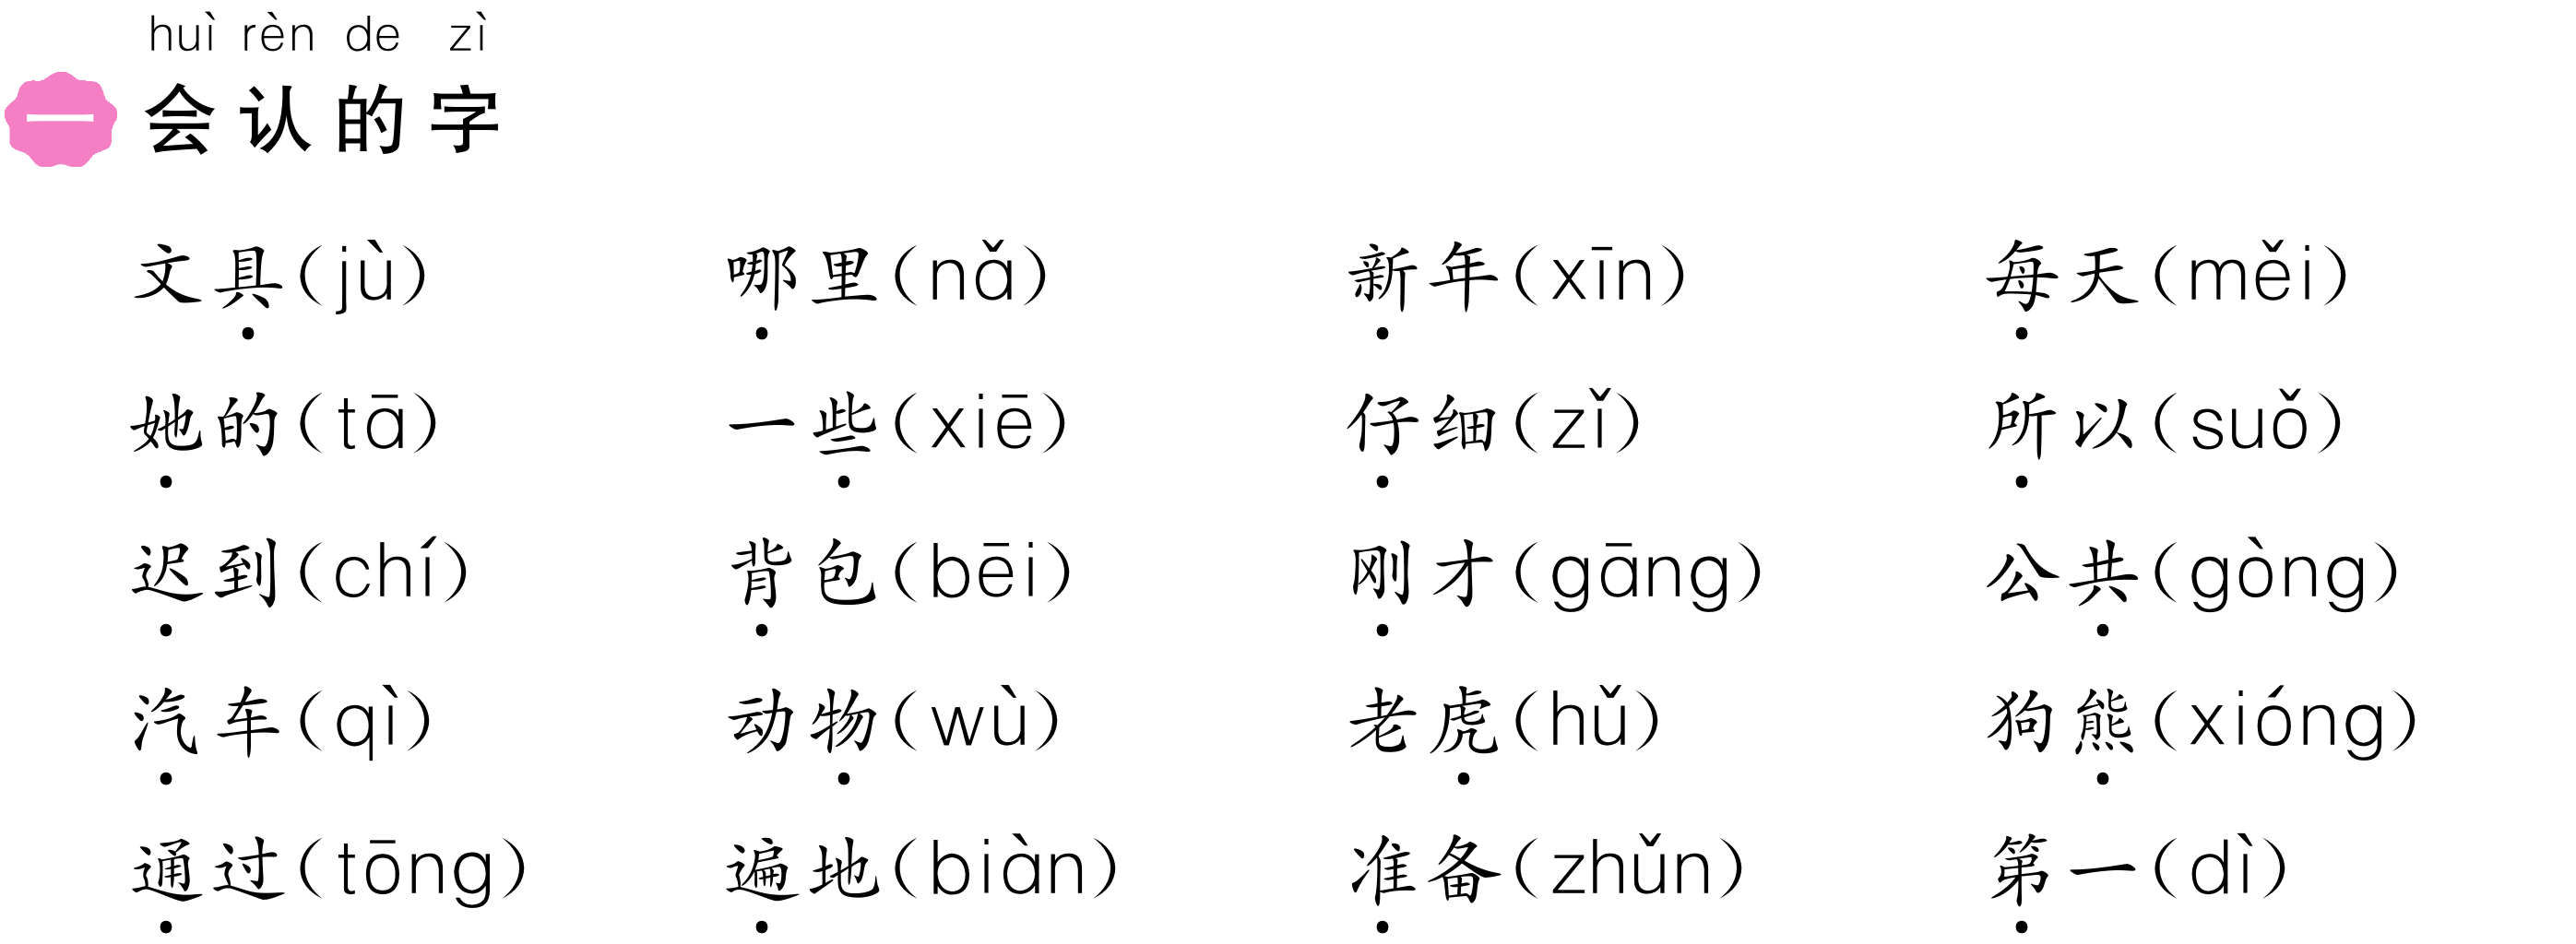 huì rèn de zì
一 会认的字
文具(jù) 哪里(nǎ) 新年(xīn) 每天(měi)
她的(tā) 一些(xiē) 仔细(zǐ) 所以(suǒ)
迟到(chí) 背包(bēi) 刚才(gāng) 公共(gòng)
汽车(qì) 动物(wù) 老虎(hǔ) 狗熊(xióng)
通过(tōng) 遍地(biàn) 准备(zhǔn) 第一(dì)